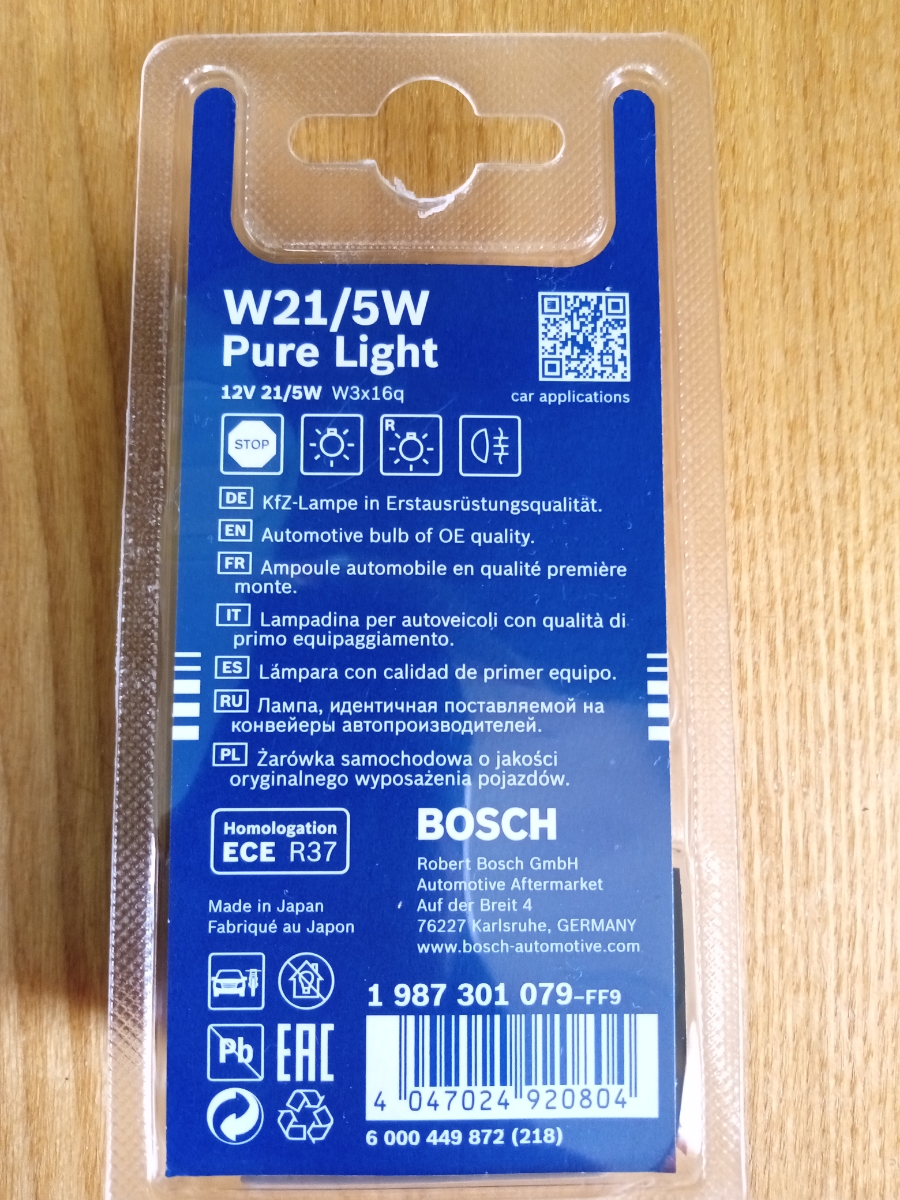 W21/5W
Pure Light
12V 21/5W W3x16q
car applications
STOP
R
DE KfZ-Lampe in Erstausrüstungsqualität.
EN Automotive bulb of OE quality.
FR Ampoule automobile en qualité première
monte.
IT Lampadina per autoveicoli con qualità di
primo equipaggiamento.
ES Lámpara con calidad de primer equipo.
RU Лампа, идентичная поставляемой на
конвейеры автопроизводителей.
PL Żarówka samochodowa o jakości
oryginalnego wyposażenia pojazdów.
Homologation
ECE R37
BOSCH
Robert Bosch GmbH
Automotive Aftermarket
Auf der Breit 4
76227 Karlsruhe, GERMANY
www.bosch-automotive.com
Made in Japan
Fabriqué au Japon
Pb
EAC
1 987 301 079-FF9
4 047024 920804
6 000 449 872 (218)